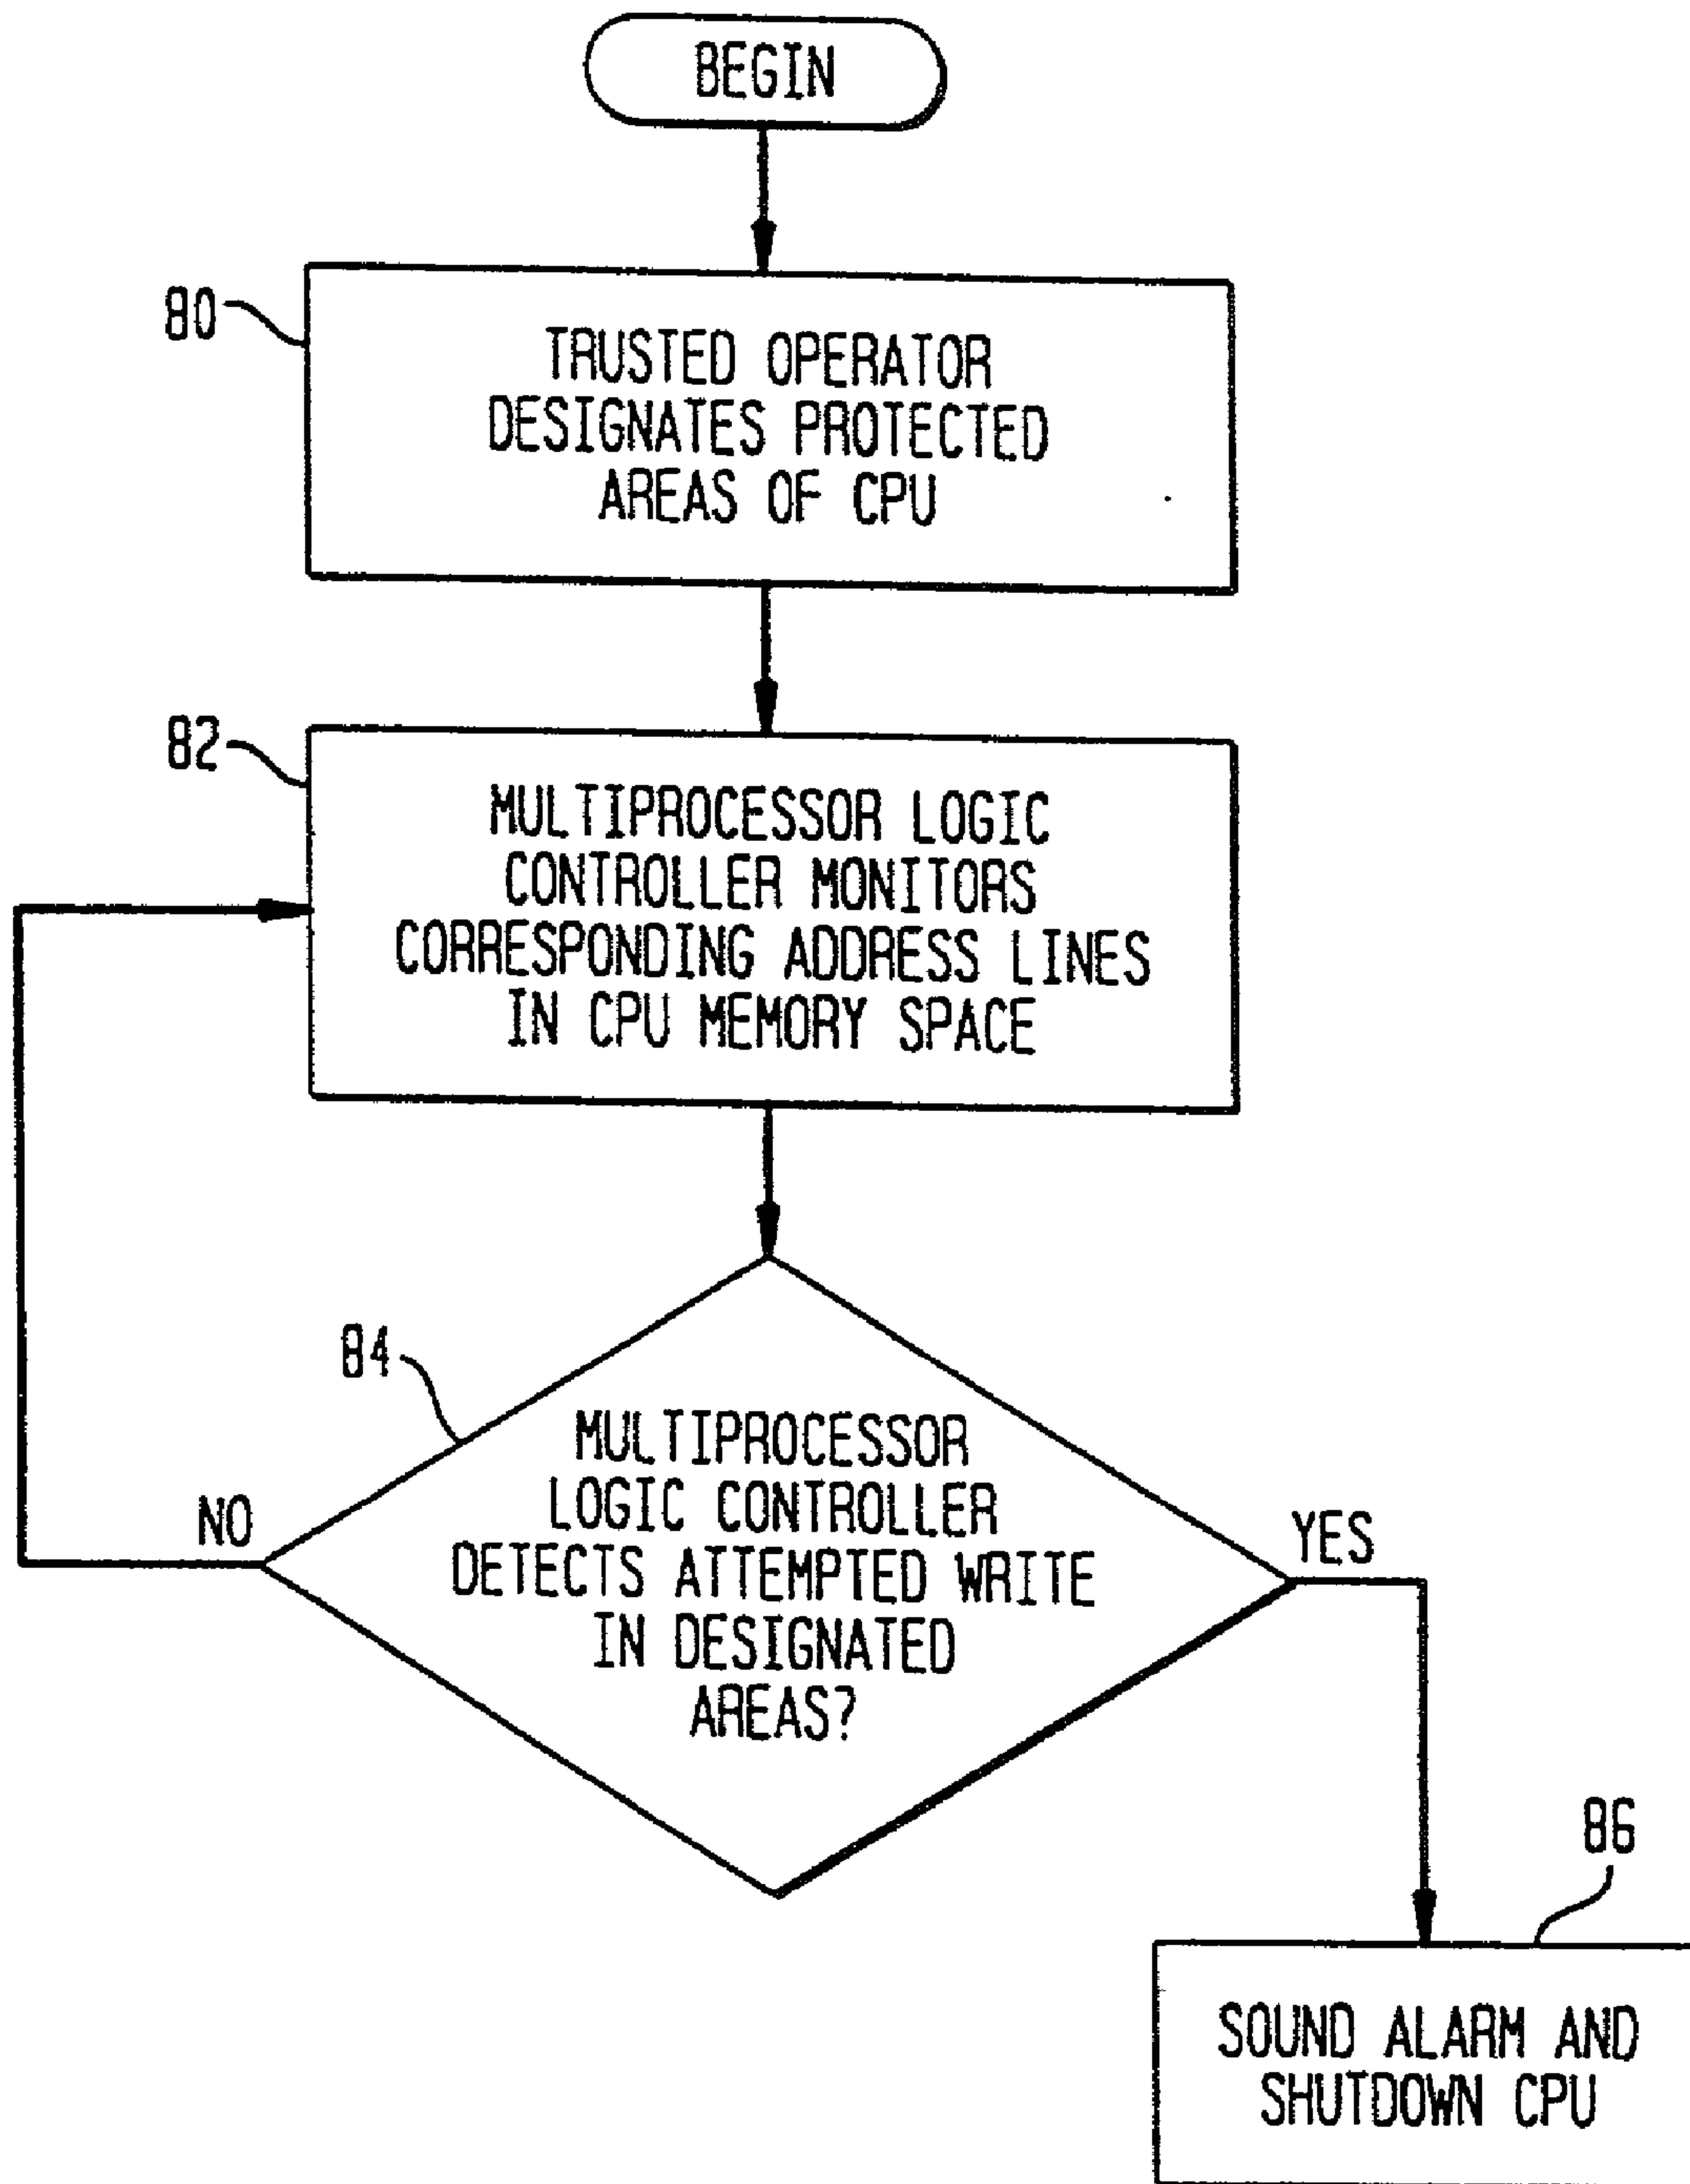 BEGIN
80
TRUSTED OPERATOR
DESIGNATES PROTECTED
AREAS OF CPU
82
MULTIPROCESSOR LOGIC
CONTROLLER MONITORS
CORRESPONDING ADDRESS LINES
IN CPU MEMORY SPACE
84
MULTIPROCESSOR
LOGIC CONTROLLER
DETECTS ATTEMPTED WRITE
IN DESIGNATED
AREAS?
NO
YES
86
SOUND ALARM AND
SHUTDOWN CPU